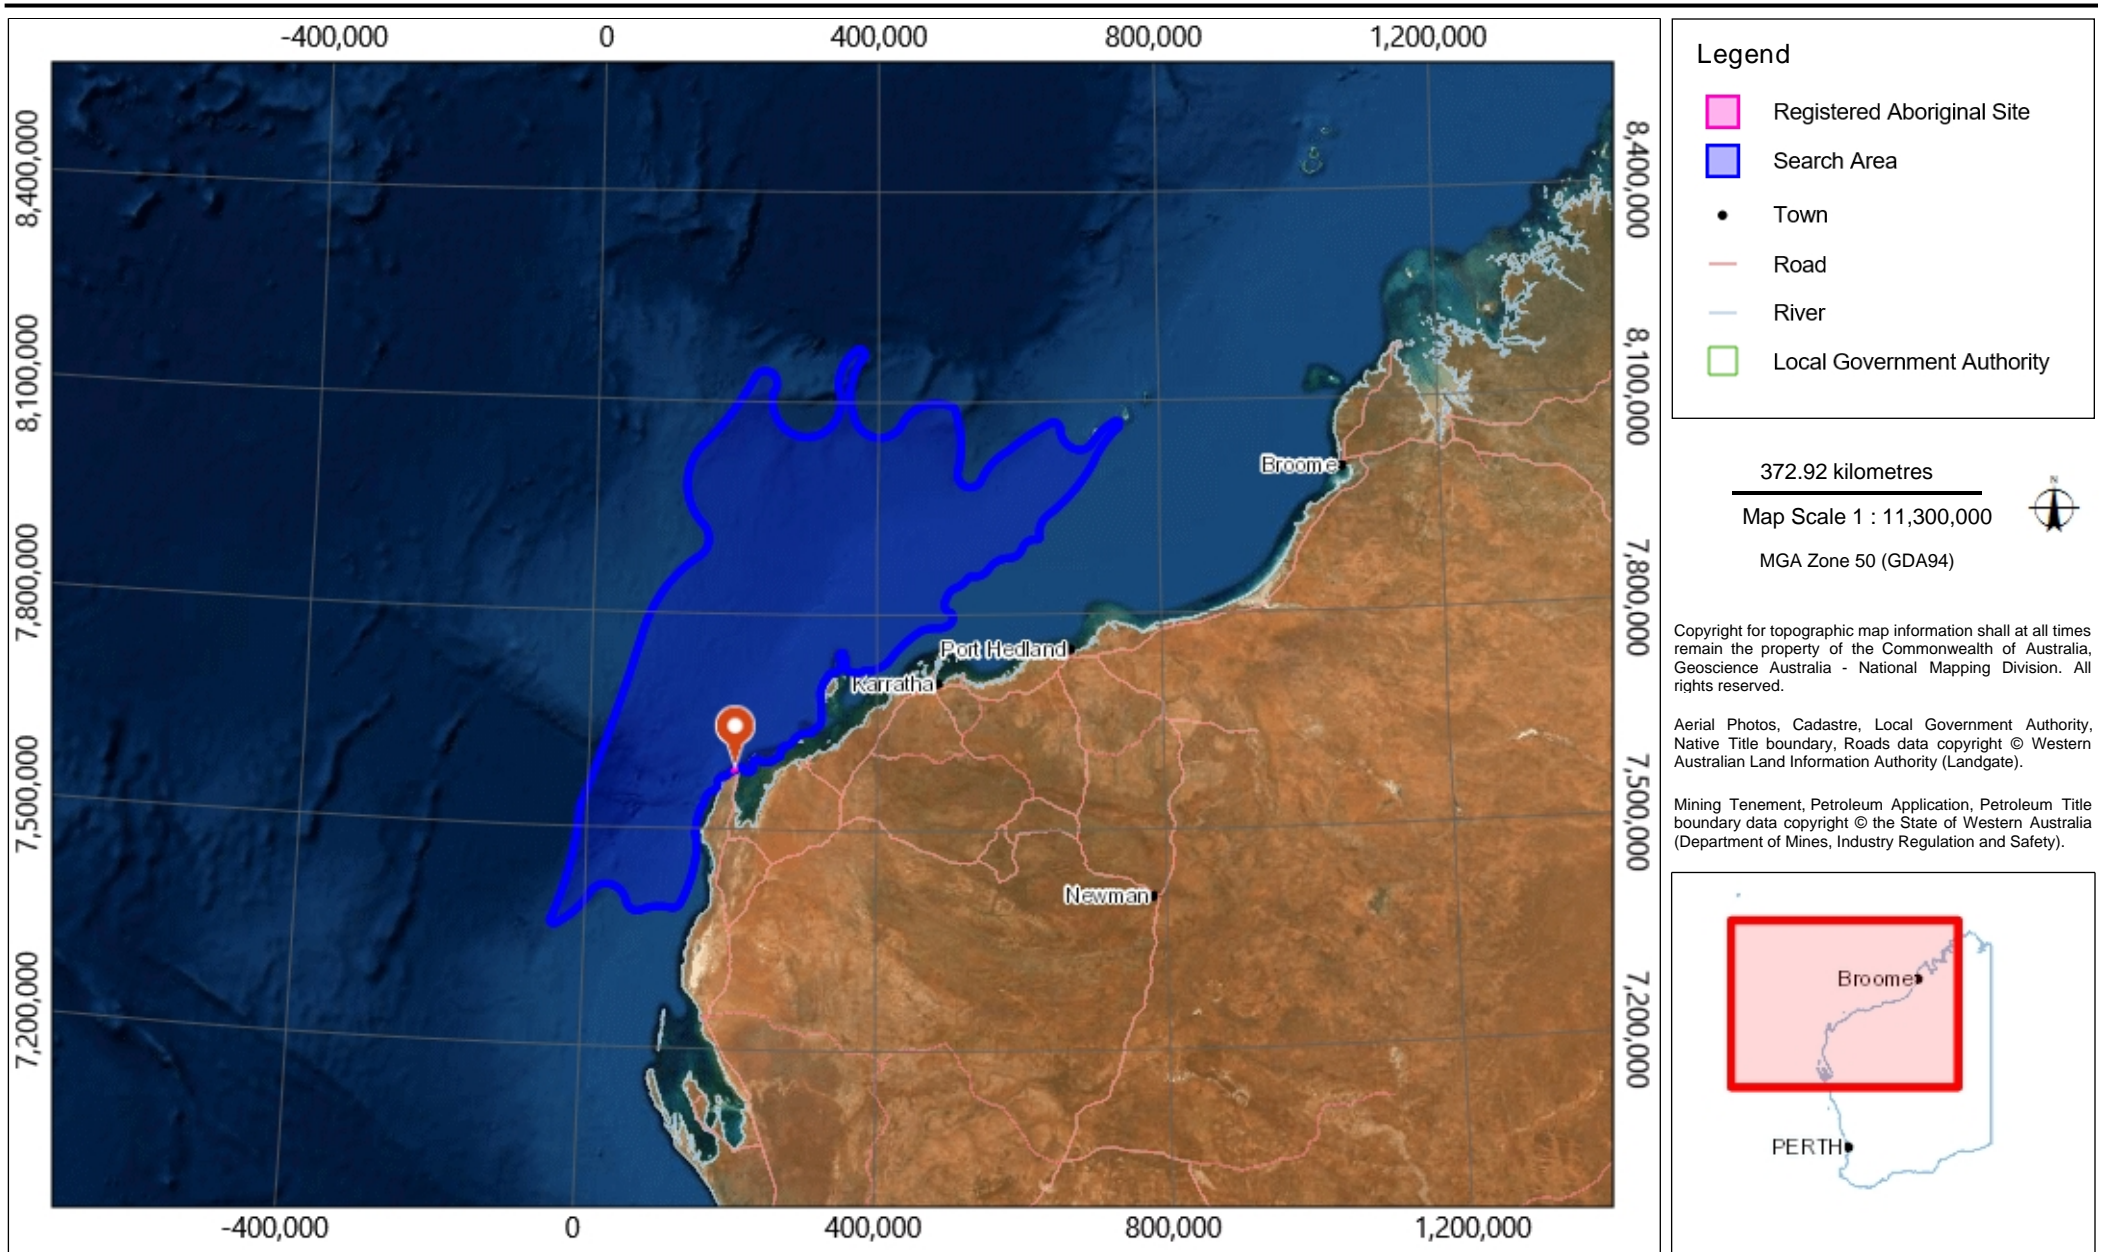 -400,000 0 400,000 800,000 1,200,000
8,400,000
8,100,000
7,800,000
7,500,000
7,200,000
8,400,000
8,100,000
7,800,000
7,500,000
7,200,000
Broome
Port Hedland
Karratha
Newman
-400,000 0 400,000 800,000 1,200,000
Legend
Registered Aboriginal Site
Search Area
Town
Road
River
Local Government Authority
372.92 kilometres
Map Scale 1 : 11,300,000
MGA Zone 50 (GDA94)
N
Copyright for topographic map information shall at all times
remain the property of the Commonwealth of Australia,
Geoscience Australia - National Mapping Division. All
rights reserved.
Aerial Photos, Cadastre, Local Government Authority,
Native Title boundary, Roads data copyright © Western
Australian Land Information Authority (Landgate).
Mining Tenement, Petroleum Application, Petroleum Title
boundary data copyright © the State of Western Australia
(Department of Mines, Industry Regulation and Safety).
Broome
PERTH